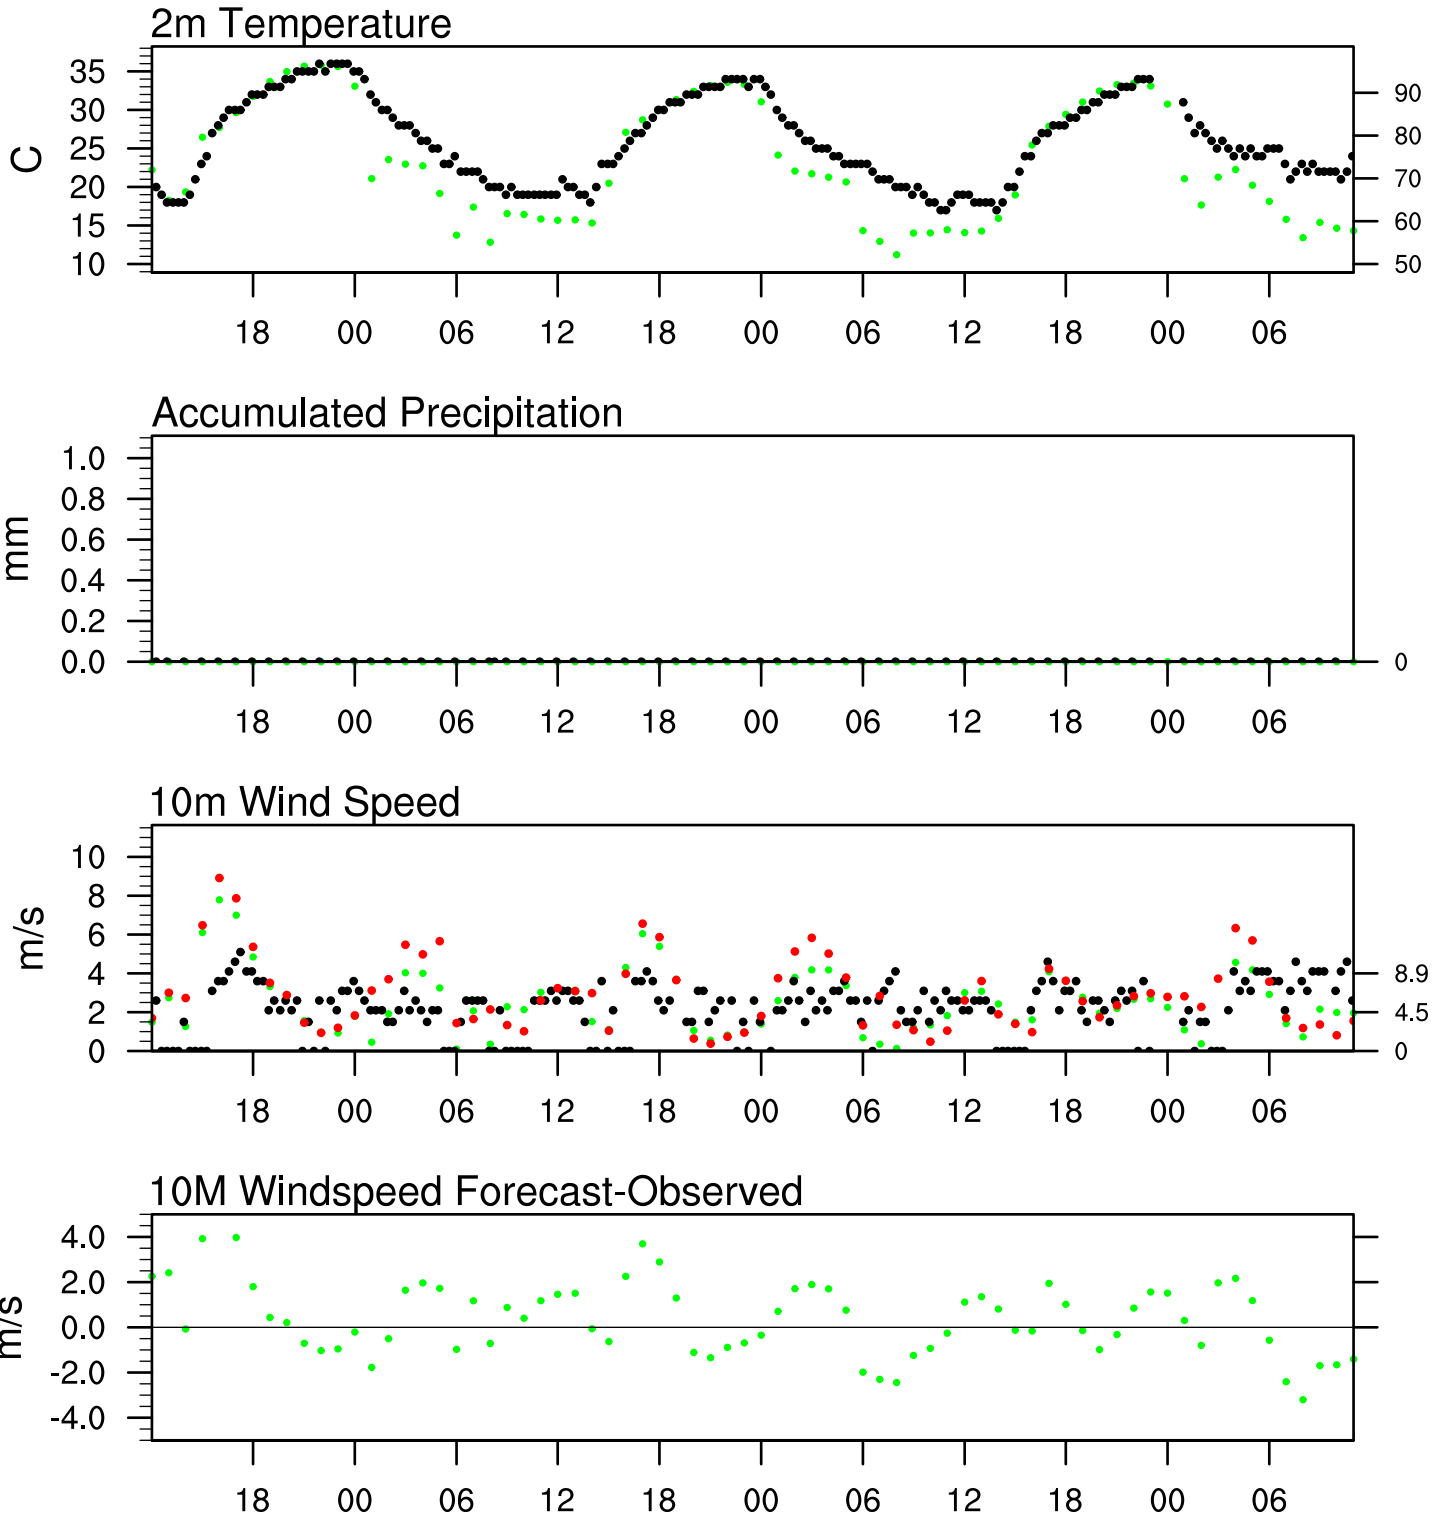 2m Temperature
35
30
25
20
15
10
C
90
80
70
60
50
18 00 06 12 18 00 06 12 18 00 06
Accumulated Precipitation
1.0
0.8
0.6
0.4
0.2
0.0
mm
0
18 00 06 12 18 00 06 12 18 00 06
10m Wind Speed
10
8
6
4
2
0
m/s
8.9
4.5
0
18 00 06 12 18 00 06 12 18 00 06
10M Windspeed Forecast-Observed
4.0
2.0
0.0
-2.0
-4.0
m/s
18 00 06 12 18 00 06 12 18 00 06